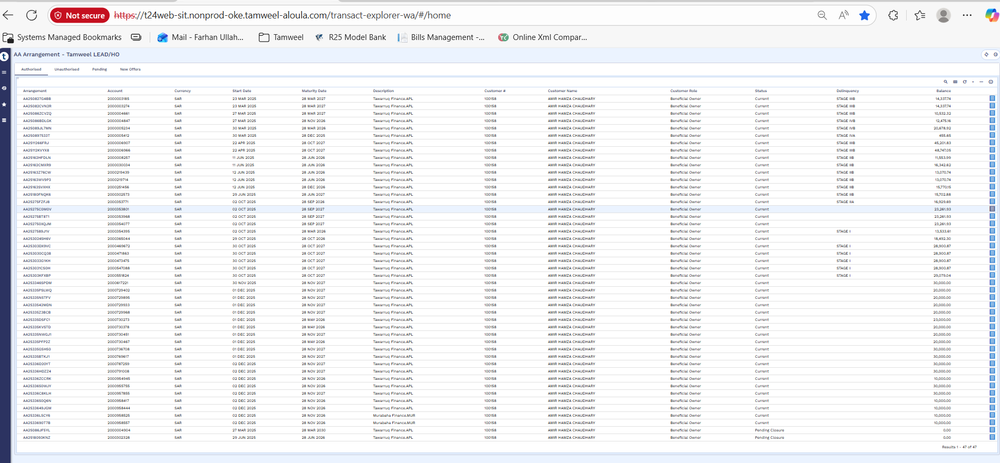 Not secure https://t24web-sit.nonprod-oke.tamweel-aloula.com/transact-explorer-wa/#/home
Systems Managed Bookmarks Mail - Farhan Ullah... Tamweel R25 Model Bank Bills Management -... Online Xml Compar...
AA Arrangement - Tamweel LEAD/HO
Authorised Unauthorised Pending New Offers
Arrangement Account Currency Start Date Maturity Date Description Customer # Customer Name Customer Role Status Delinquency Balance
AA250827G4BB 2000003185 SAR 23 MAR 2025 28 MAR 2027 Tawarruq Finance.APL 100158 AMIR HAMZA CHAUDHARY Beneficial Owner Current STAGE IIIB 14,337.74
AA25082CVN2R 2000003274 SAR 23 MAR 2025 28 MAR 2027 Tawarruq Finance.APL 100158 AMIR HAMZA CHAUDHARY Beneficial Owner Current STAGE IIIB 14,337.74
AA25086ZCVZQ 2000004661 SAR 27 MAR 2025 28 MAR 2027 Tawarruq Finance.APL 100158 AMIR HAMZA CHAUDHARY Beneficial Owner Current STAGE IIIB 10,532.32
AA25086BDLGK 2000004847 SAR 27 MAR 2025 28 NOV 2026 Tawarruq Finance.APL 100158 AMIR HAMZA CHAUDHARY Beneficial Owner Current STAGE IVB 12,475.16
AA25089JL7MN 2000005234 SAR 30 MAR 2025 28 MAR 2026 Tawarruq Finance.APL 100158 AMIR HAMZA CHAUDHARY Beneficial Owner Current STAGE IVB 20,678.92
AA250897533T 2000005412 SAR 30 MAR 2025 28 DEC 2025 Tawarruq Finance.APL 100158 AMIR HAMZA CHAUDHARY Beneficial Owner Current STAGE IVA 455.65
AA2511266FRJ 2000006907 SAR 22 APR 2025 28 OCT 2027 Tawarruq Finance.APL 100158 AMIR HAMZA CHAUDHARY Beneficial Owner Current STAGE IIIB 45,201.83
AA25112KVYX8 2000006966 SAR 22 APR 2025 28 OCT 2027 Tawarruq Finance.APL 100158 AMIR HAMZA CHAUDHARY Beneficial Owner Current STAGE IIIB 48,747.05
AA25162HFDLN 2000008257 SAR 11 JUN 2025 28 JUN 2026 Tawarruq Finance.APL 100158 AMIR HAMZA CHAUDHARY Beneficial Owner Current STAGE IIB 11,553.99
AA25162CMXR9 2000030034 SAR 11 JUN 2025 28 JUN 2026 Tawarruq Finance.APL 100158 AMIR HAMZA CHAUDHARY Beneficial Owner Current STAGE IIB 16,342.62
AA25163Z76CW 2000219439 SAR 12 JUN 2025 28 JUN 2026 Tawarruq Finance.APL 100158 AMIR HAMZA CHAUDHARY Beneficial Owner Current STAGE IIB 13,070.74
AA25163WV9P3 2000219714 SAR 12 JUN 2025 28 JUN 2026 Tawarruq Finance.APL 100158 AMIR HAMZA CHAUDHARY Beneficial Owner Current STAGE IIB 13,070.74
AA25163SVXHX 2000251456 SAR 12 JUN 2025 28 DEC 2026 Tawarruq Finance.APL 100158 AMIR HAMZA CHAUDHARY Beneficial Owner Current STAGE IIB 15,770.15
AA25180FNQK6 2000302573 SAR 29 JUN 2025 28 JUN 2027 Tawarruq Finance.APL 100158 AMIR HAMZA CHAUDHARY Beneficial Owner Current STAGE IIB 15,702.88
AA25275FZFJ8 2000353771 SAR 02 OCT 2025 28 SEP 2026 Tawarruq Finance.APL 100158 AMIR HAMZA CHAUDHARY Beneficial Owner Current STAGE IIA 16,929.69
AA25275C0M0V 2000353801 SAR 02 OCT 2025 28 SEP 2027 Tawarruq Finance.APL 100158 AMIR HAMZA CHAUDHARY Beneficial Owner Current 23,261.93
AA25275BT8T1 2000353968 SAR 02 OCT 2025 28 SEP 2027 Tawarruq Finance.APL 100158 AMIR HAMZA CHAUDHARY Beneficial Owner Current 23,261.93
AA252750XQJM 2000354077 SAR 02 OCT 2025 28 SEP 2027 Tawarruq Finance.APL 100158 AMIR HAMZA CHAUDHARY Beneficial Owner Current 23,261.93
AA2527589J1V 2000354395 SAR 02 OCT 2025 28 MAR 2026 Tawarruq Finance.APL 100158 AMIR HAMZA CHAUDHARY Beneficial Owner Current STAGE I 13,533.61
AA2530245H6V 2000365044 SAR 29 OCT 2025 28 OCT 2026 Tawarruq Finance.APL 100158 AMIR HAMZA CHAUDHARY Beneficial Owner Current 18,492.30
AA25303DX9VC 2000469672 SAR 30 OCT 2025 28 OCT 2027 Tawarruq Finance.APL 100158 AMIR HAMZA CHAUDHARY Beneficial Owner Current STAGE I 28,900.87
AA253030CQ38 2000471863 SAR 30 OCT 2025 28 OCT 2027 Tawarruq Finance.APL 100158 AMIR HAMZA CHAUDHARY Beneficial Owner Current STAGE I 28,900.87
AA253033G1KH 2000473475 SAR 30 OCT 2025 28 OCT 2027 Tawarruq Finance.APL 100158 AMIR HAMZA CHAUDHARY Beneficial Owner Current STAGE I 28,900.87
AA253031CS0H 2000547088 SAR 30 OCT 2025 28 OCT 2027 Tawarruq Finance.APL 100158 AMIR HAMZA CHAUDHARY Beneficial Owner Current STAGE I 28,900.87
AA25303KFXBP 2000551824 SAR 30 OCT 2025 28 OCT 2027 Tawarruq Finance.APL 100158 AMIR HAMZA CHAUDHARY Beneficial Owner Current STAGE I 29,079.04
AA253346SPDM 2000617221 SAR 30 NOV 2025 28 NOV 2027 Tawarruq Finance.APL 100158 AMIR HAMZA CHAUDHARY Beneficial Owner Current 30,000.00
AA25335PSLWQ 2000729402 SAR 01 DEC 2025 28 NOV 2027 Tawarruq Finance.APL 100158 AMIR HAMZA CHAUDHARY Beneficial Owner Current 20,000.00
AA25335N5TFV 2000729895 SAR 01 DEC 2025 28 NOV 2027 Tawarruq Finance.APL 100158 AMIR HAMZA CHAUDHARY Beneficial Owner Current 20,000.00
AA2533542MDN 2000729933 SAR 01 DEC 2025 28 NOV 2027 Tawarruq Finance.APL 100158 AMIR HAMZA CHAUDHARY Beneficial Owner Current 20,000.00
AA25335Z3BCB 2000729968 SAR 01 DEC 2025 28 NOV 2027 Tawarruq Finance.APL 100158 AMIR HAMZA CHAUDHARY Beneficial Owner Current 20,000.00
AA25335DSFC1 2000730273 SAR 01 DEC 2025 28 MAY 2026 Tawarruq Finance.APL 100158 AMIR HAMZA CHAUDHARY Beneficial Owner Current 23,000.00
AA25335KVSTD 2000730378 SAR 01 DEC 2025 28 MAY 2026 Tawarruq Finance.APL 100158 AMIR HAMZA CHAUDHARY Beneficial Owner Current 20,000.00
AA25335NWGJ1 2000730451 SAR 01 DEC 2025 28 NOV 2027 Tawarruq Finance.APL 100158 AMIR HAMZA CHAUDHARY Beneficial Owner Current 20,000.00
AA25335PFP2Z 2000730467 SAR 01 DEC 2025 28 MAY 2026 Tawarruq Finance.APL 100158 AMIR HAMZA CHAUDHARY Beneficial Owner Current 20,000.00
AA25335G5H50 2000736708 SAR 01 DEC 2025 28 NOV 2027 Tawarruq Finance.APL 100158 AMIR HAMZA CHAUDHARY Beneficial Owner Current 30,000.00
AA25335BTKJ1 2000769617 SAR 01 DEC 2025 28 NOV 2027 Tawarruq Finance.APL 100158 AMIR HAMZA CHAUDHARY Beneficial Owner Current 30,000.00
AA25336D20YT 2000787259 SAR 02 DEC 2025 28 NOV 2027 Tawarruq Finance.APL 100158 AMIR HAMZA CHAUDHARY Beneficial Owner Current 30,000.00
AA25336HDZZ4 2000791008 SAR 02 DEC 2025 28 NOV 2027 Tawarruq Finance.APL 100158 AMIR HAMZA CHAUDHARY Beneficial Owner Current 30,000.00
AA25336ZCCRK 2000954945 SAR 02 DEC 2025 28 NOV 2026 Tawarruq Finance.APL 100158 AMIR HAMZA CHAUDHARY Beneficial Owner Current 10,000.00
AA2533650WJY 2000955755 SAR 02 DEC 2025 28 NOV 2026 Tawarruq Finance.APL 100158 AMIR HAMZA CHAUDHARY Beneficial Owner Current 30,000.00
AA25336C8KLH 2000957855 SAR 02 DEC 2025 28 NOV 2027 Tawarruq Finance.APL 100158 AMIR HAMZA CHAUDHARY Beneficial Owner Current 30,000.00
AA2533650Q6N 2000958417 SAR 02 DEC 2025 28 NOV 2026 Tawarruq Finance.APL 100158 AMIR HAMZA CHAUDHARY Beneficial Owner Current 10,000.00
AA2533649JGM 2000958444 SAR 02 DEC 2025 28 NOV 2026 Tawarruq Finance.APL 100158 AMIR HAMZA CHAUDHARY Beneficial Owner Current 10,000.00
AA25336L5CY6 2000958525 SAR 02 DEC 2025 28 NOV 2026 Murabaha Finance.MUR 100158 AMIR HAMZA CHAUDHARY Beneficial Owner Current 10,000.00
AA2533690T7B 2000958557 SAR 02 DEC 2025 28 NOV 2026 Murabaha Finance.MUR 100158 AMIR HAMZA CHAUDHARY Beneficial Owner Current 10,000.00
AA25086JF5YL 2000004904 SAR 27 MAR 2025 28 MAR 2030 Tawarruq Finance.APL 100158 AMIR HAMZA CHAUDHARY Beneficial Owner Pending Closure 0.00
AA2518093KNZ 2000302328 SAR 29 JUN 2025 28 JUN 2026 Tawarruq Finance.APL 100158 AMIR HAMZA CHAUDHARY Beneficial Owner Pending Closure 0.00
Results 1 - 47 of 47